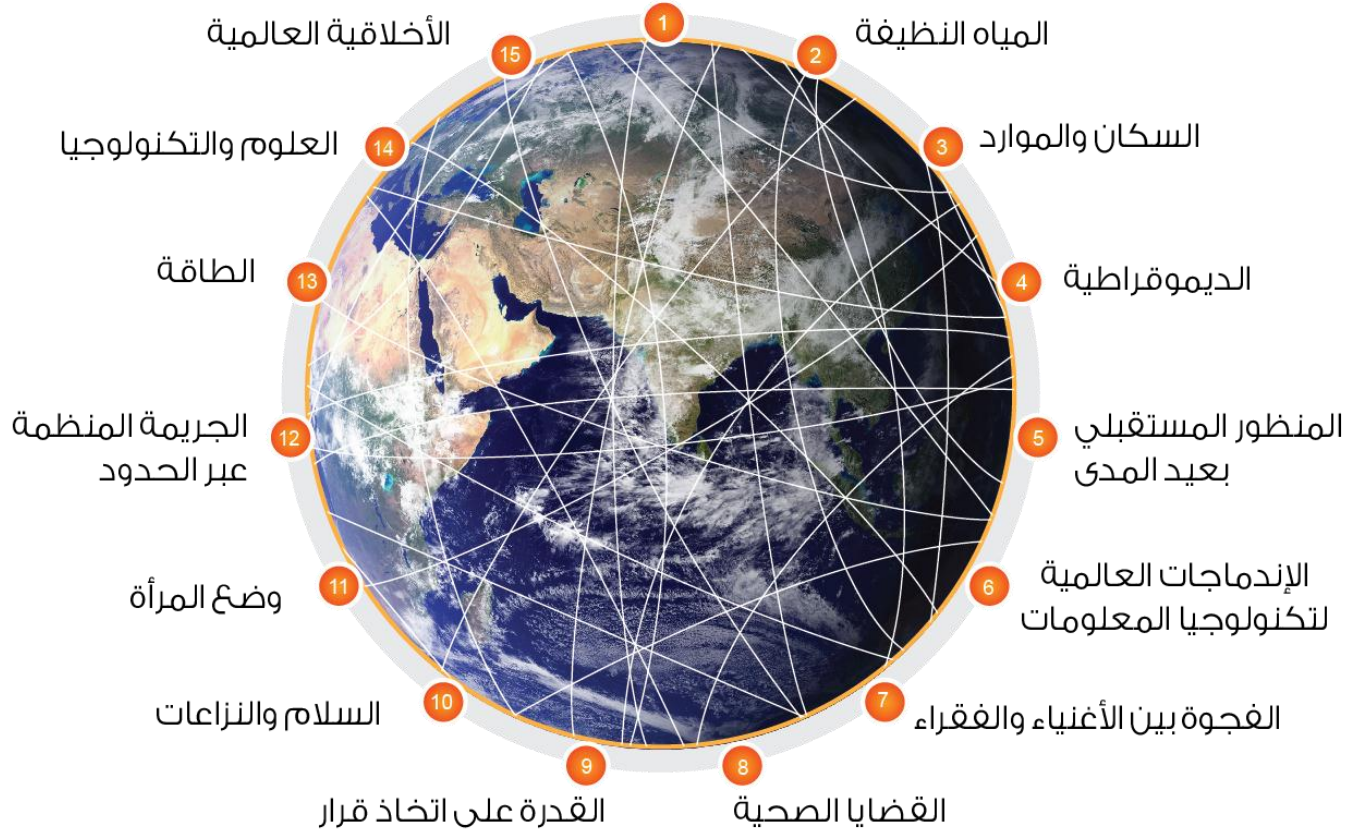 1
2
المياه النظيفة
3
السكان والموارد
4
الديموقراطية
5
المنظور المستقبلي
بعيد المدى
6
الإندماجات العالمية
لتكنولوجيا المعلومات
7
الفجوة بين الأغنياء والفقراء
8
القضايا الصحية
9
القدرة على اتخاذ قرار
10
السلام والنزاعات
11
وضع المرأة
12
الجريمة المنظمة
عبر الحدود
13
الطاقة
14
العلوم والتكنولوجيا
15
الأخلاقية العالمية